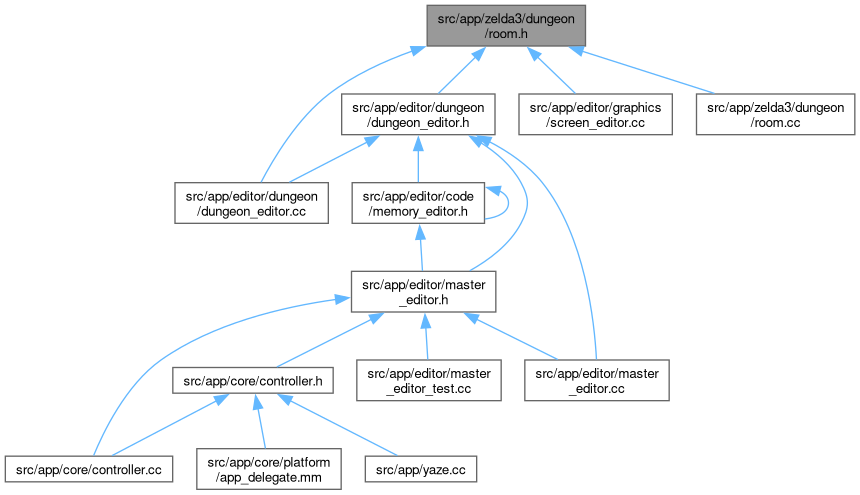 src/app/zelda3/dungeon
/room.h
src/app/editor/dungeon
/dungeon_editor.h
src/app/editor/graphics
/screen_editor.cc
src/app/zelda3/dungeon
/room.cc
src/app/editor/dungeon
/dungeon_editor.cc
src/app/editor/code
/memory_editor.h
src/app/editor/master
_editor.h
src/app/core/controller.h
src/app/editor/master
_editor_test.cc
src/app/editor/master
_editor.cc
src/app/core/controller.cc
src/app/core/platform
/app_delegate.mm
src/app/yaze.cc